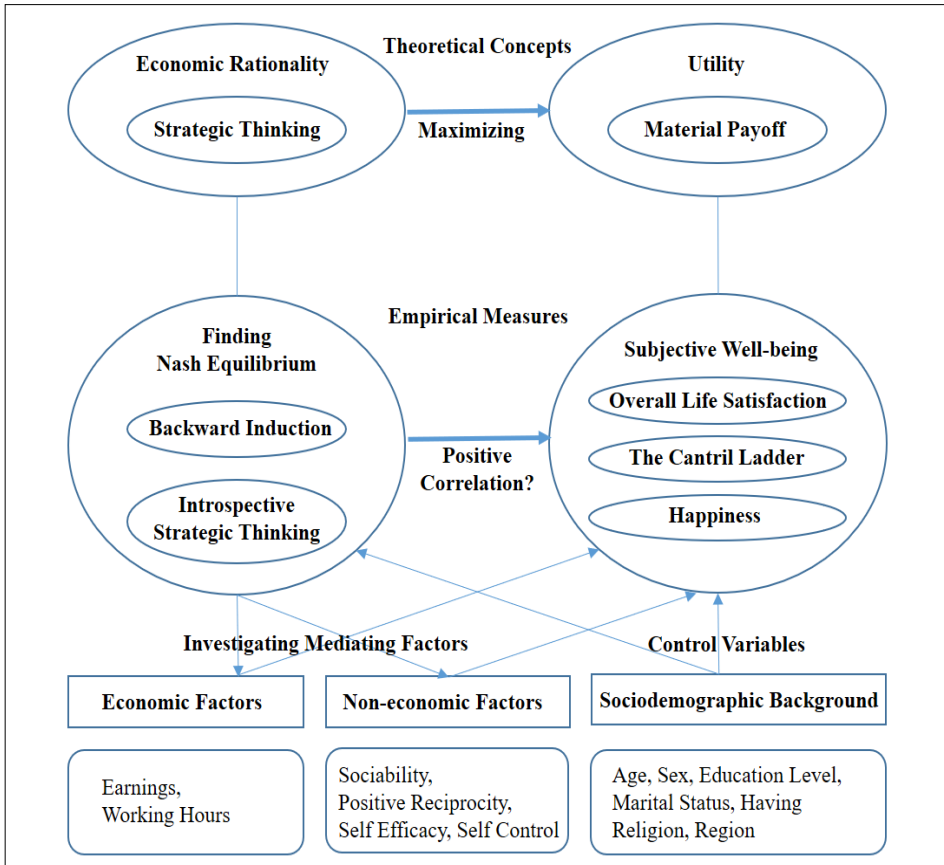 Theoretical Concepts
Economic Rationality
Strategic Thinking
Maximizing
Utility
Material Payoff
Empirical Measures
Finding
Nash Equilibrium
Backward Induction
Introspective
Strategic Thinking
Positive
Correlation?
Subjective Well-being
Overall Life Satisfaction
The Cantril Ladder
Happiness
Investigating Mediating Factors
Control Variables
Economic Factors
Non-economic Factors
Sociodemographic Background
Earnings,
Working Hours
Sociability,
Positive Reciprocity,
Self Efficacy, Self Control
Age, Sex, Education Level,
Marital Status, Having
Religion, Region